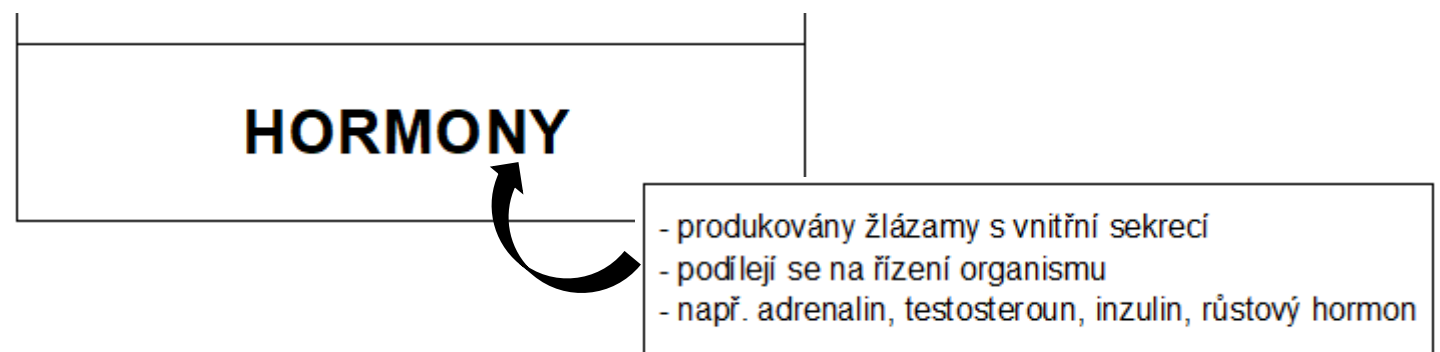 HORMONY
- produkovány žlázamy s vnitřní sekrecí
- podílejí se na řízení organismu
- např. adrenalin, testosteroun, inzulin, růstový hormon